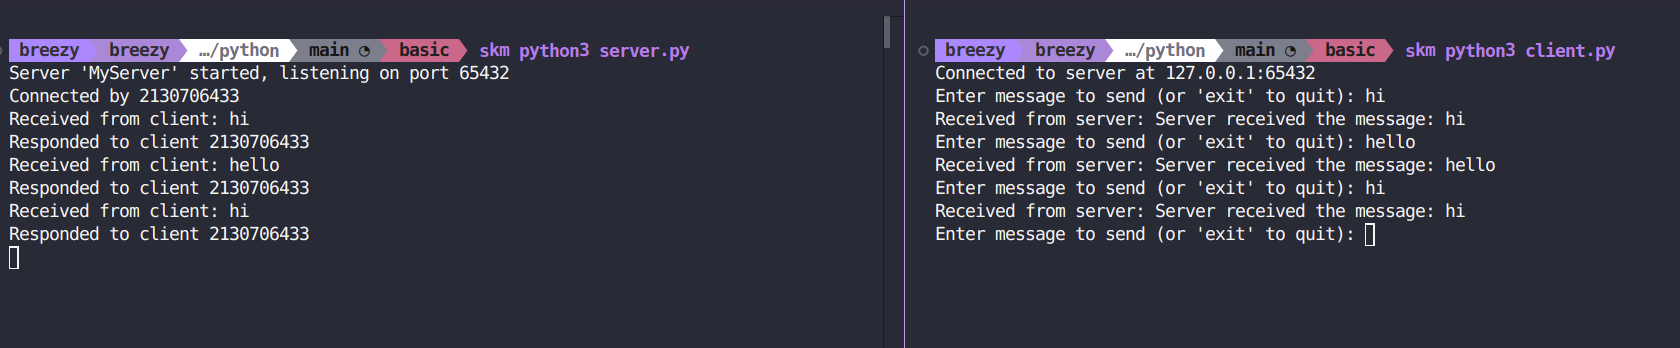 breezy breezy …/python main ◔ basic skm python3 server.py
Server 'MyServer' started, listening on port 65432
Connected by 2130706433
Received from client: hi
Responded to client 2130706433
Received from client: hello
Responded to client 2130706433
Received from client: hi
Responded to client 2130706433
breezy breezy …/python main ◔ basic skm python3 client.py
Connected to server at 127.0.0.1:65432
Enter message to send (or 'exit' to quit): hi
Received from server: Server received the message: hi
Enter message to send (or 'exit' to quit): hello
Received from server: Server received the message: hello
Enter message to send (or 'exit' to quit): hi
Received from server: Server received the message: hi
Enter message to send (or 'exit' to quit):